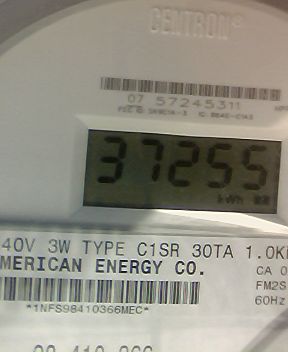 CENTRON®
07 57245311
37255
kWh
40V 3W TYPE C1SR 30TA 1.0K
MERICAN ENERGY CO.
CA 0
FM2S
60Hz
*1NFS98410366MEC*